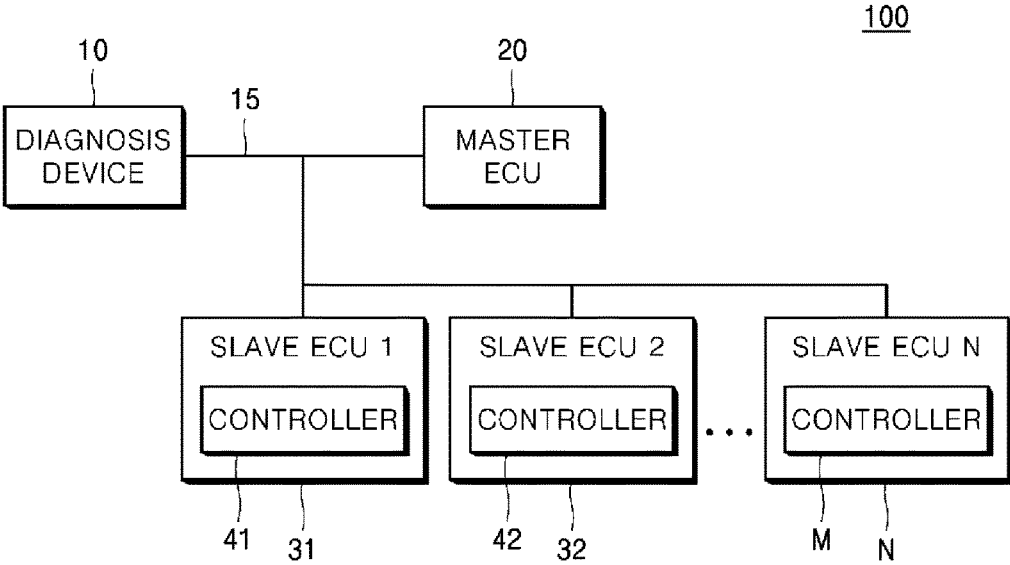 100
10
20
15
DIAGNOSIS
DEVICE
MASTER
ECU
SLAVE ECU 1
SLAVE ECU 2
SLAVE ECU N
CONTROLLER
CONTROLLER
...
CONTROLLER
41
31
42
32
M
N